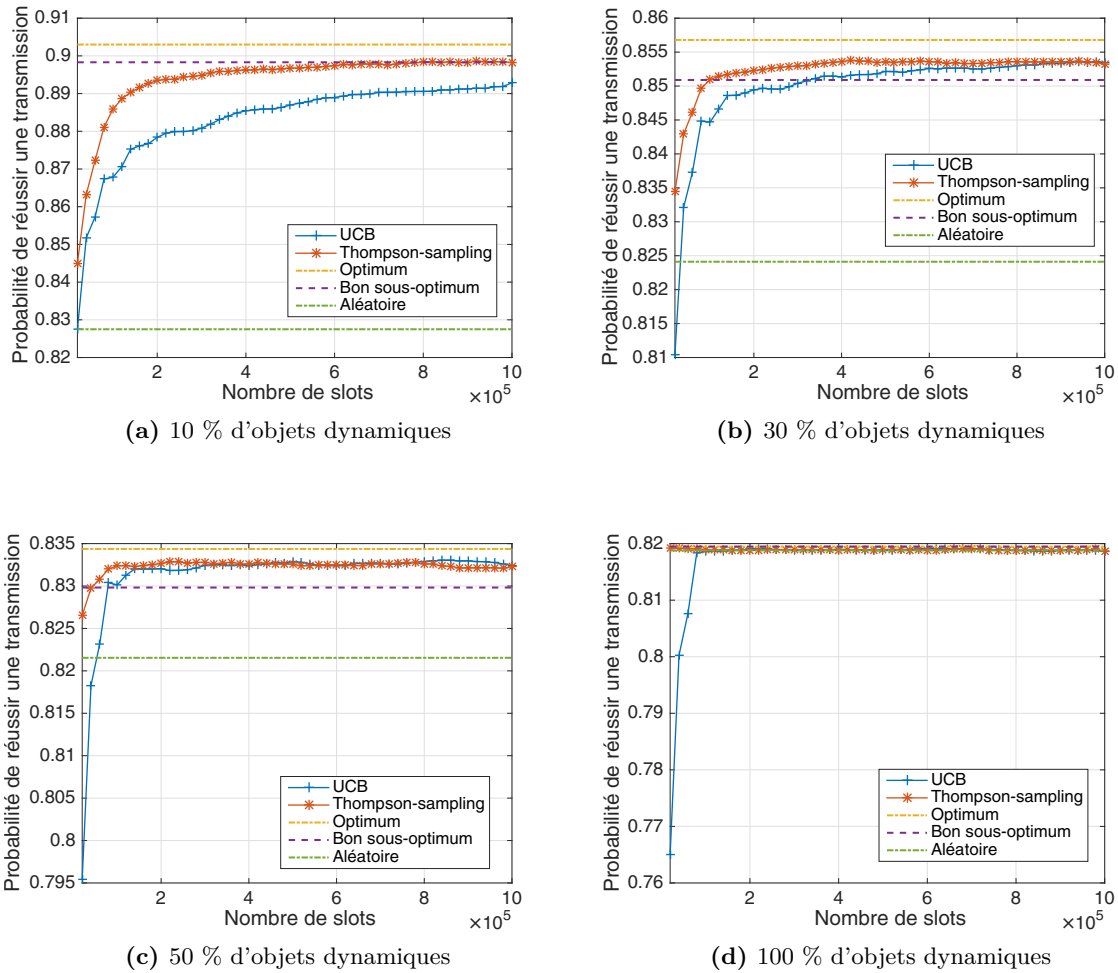 Probabilité de réussir une transmission
0.91
0.9
0.89
0.88
0.87
0.86
0.85
0.84
0.83
0.82
UCB
Thompson-sampling
Optimum
Bon sous-optimum
Aléatoire
2 4 6 8 10
Nombre de slots
×10⁵
(a) 10 % d'objets dynamiques
Probabilité de réussir une transmission
0.86
0.855
0.85
0.845
0.84
0.835
0.83
0.825
0.82
0.815
0.81
UCB
Thompson-sampling
Optimum
Bon sous-optimum
Aléatoire
2 4 6 8 10
Nombre de slots
×10⁵
(b) 30 % d'objets dynamiques
Probabilité de réussir une transmission
0.835
0.83
0.825
0.82
0.815
0.81
0.805
0.8
0.795
UCB
Thompson-sampling
Optimum
Bon sous-optimum
Aléatoire
2 4 6 8 10
Nombre de slots
×10⁵
(c) 50 % d'objets dynamiques
Probabilité de réussir une transmission
0.82
0.81
0.8
0.79
0.78
0.77
0.76
UCB
Thompson-sampling
Optimum
Bon sous-optimum
Aléatoire
2 4 6 8 10
Nombre de slots
×10⁵
(d) 100 % d'objets dynamiques